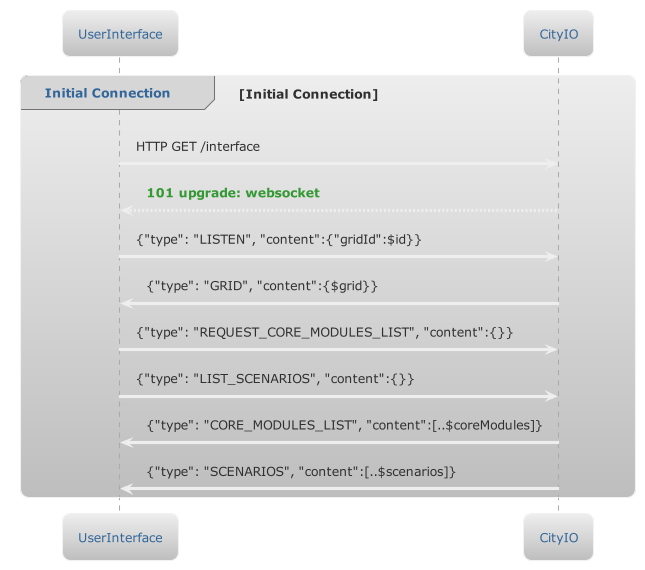 UserInterface CityIO
Initial Connection [Initial Connection]
HTTP GET /interface
101 upgrade: websocket
{"type": "LISTEN", "content":{"gridId":$id}}
{"type": "GRID", "content":{$grid}}
{"type": "REQUEST_CORE_MODULES_LIST", "content":{}}
{"type": "LIST_SCENARIOS", "content":{}}
{"type": "CORE_MODULES_LIST", "content":[..$coreModules]}
{"type": "SCENARIOS", "content":[..$scenarios]}
UserInterface CityIO